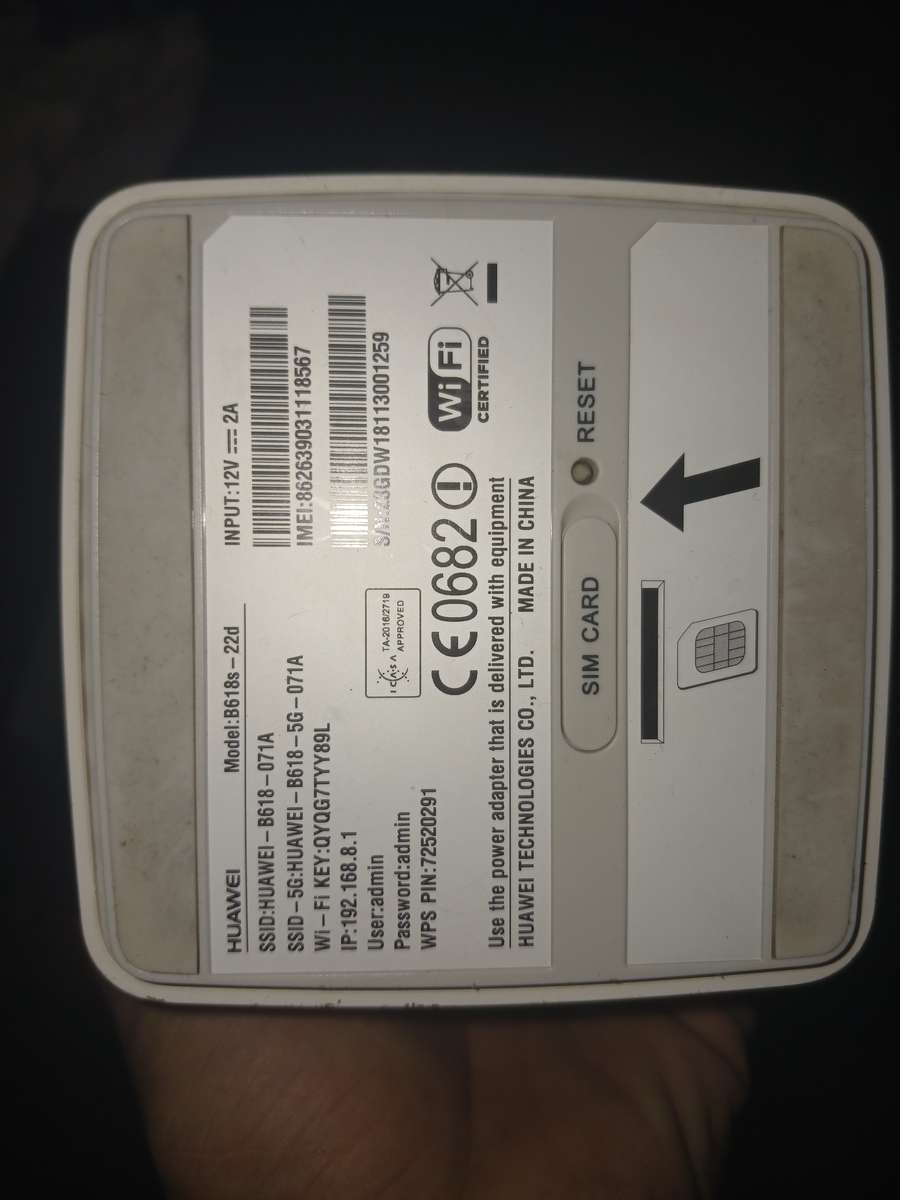 HUAWEI Model:B618s-22d INPUT:12V 2A
SSID:HUAWEI-B618-071A
SSID-5G:HUAWEI-B618-5G-071A
Wi-Fi KEY:QYQG7TYY89L
IP:192.168.8.1
User:admin
Password:admin
WPS PIN:72520291
IMEI:862639031118567
ICASA TA-2016/2719
APPROVED
CE0682
Wi Fi
CERTIFIED
Use the power adapter that is delivered with equipment
HUAWEI TECHNOLOGIES CO., LTD. MADE IN CHINA
SIM CARD RESET